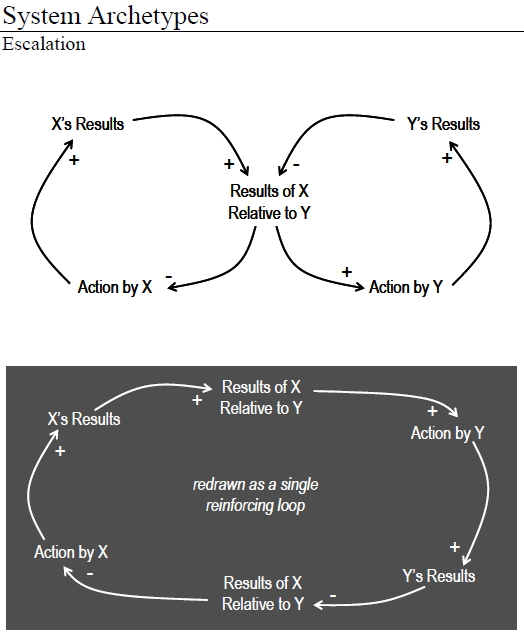 System Archetypes
Escalation
X's Results
Y's Results
+
+
-
+
Results of X
Relative to Y
-
+
Action by X
Action by Y
Results of X
Relative to Y
+
+
X's Results
Action by Y
+
redrawn as a single
reinforcing loop
+
Action by X
-
Y's Results
Results of X
-
Relative to Y